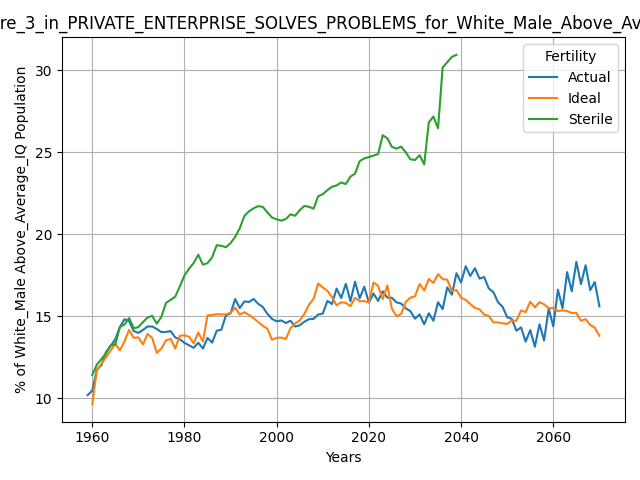 re_3_in_PRIVATE_ENTERPRISE_SOLVES_PROBLEMS_for_White_Male_Above_Av
% of White_Male Above_Average_IQ Population
30
25
20
15
10
Fertility
Actual
Ideal
Sterile
1960
1980
2000
2020
2040
2060
Years